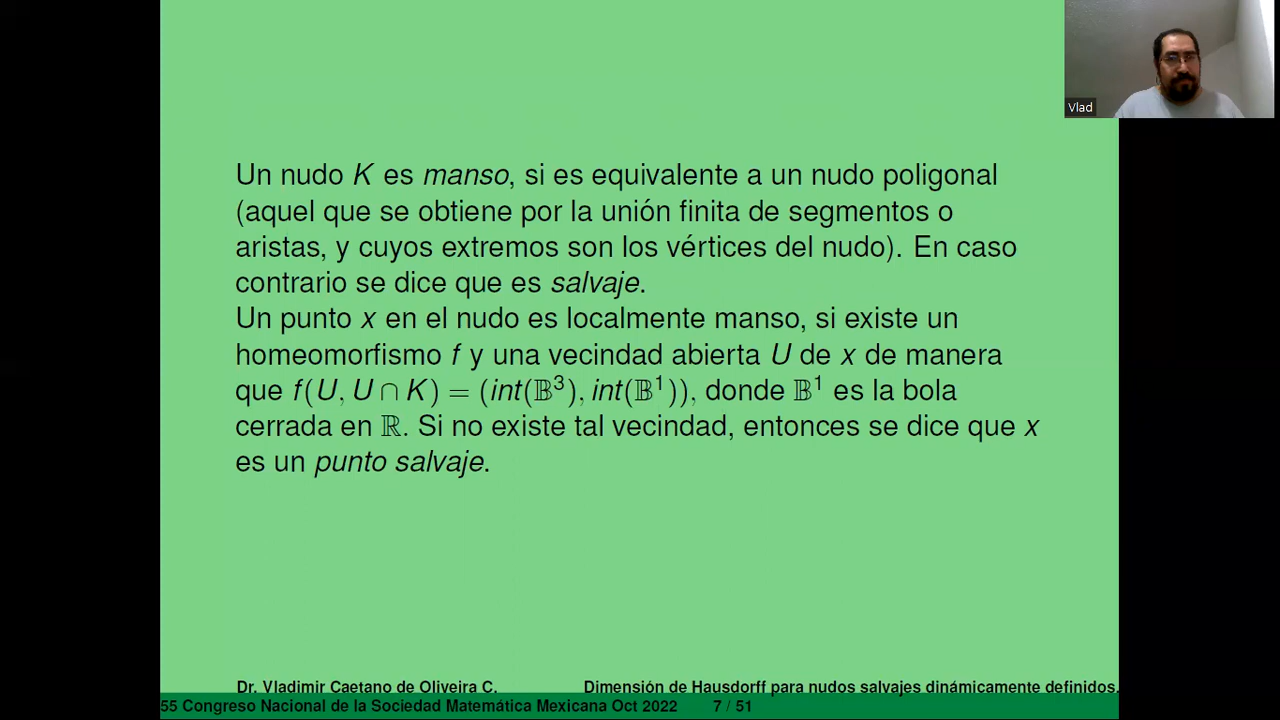 Vlad
Un nudo K es manso, si es equivalente a un nudo poligonal
(aquel que se obtiene por la unión finita de segmentos o
aristas, y cuyos extremos son los vértices del nudo). En caso
contrario se dice que es salvaje.
Un punto x en el nudo es localmente manso, si existe un
homeomorfismo f y una vecindad abierta U de x de manera
que f(U, U ∩ K) = (int(𝔹³), int(𝔹¹)), donde 𝔹¹ es la bola
cerrada en ℝ. Si no existe tal vecindad, entonces se dice que x
es un punto salvaje.
Dr. Vladimir Caetano de Oliveira C. Dimensión de Hausdorff para nudos salvajes dinámicamente definidos.
55 Congreso Nacional de la Sociedad Matemática Mexicana Oct 2022 7 / 51